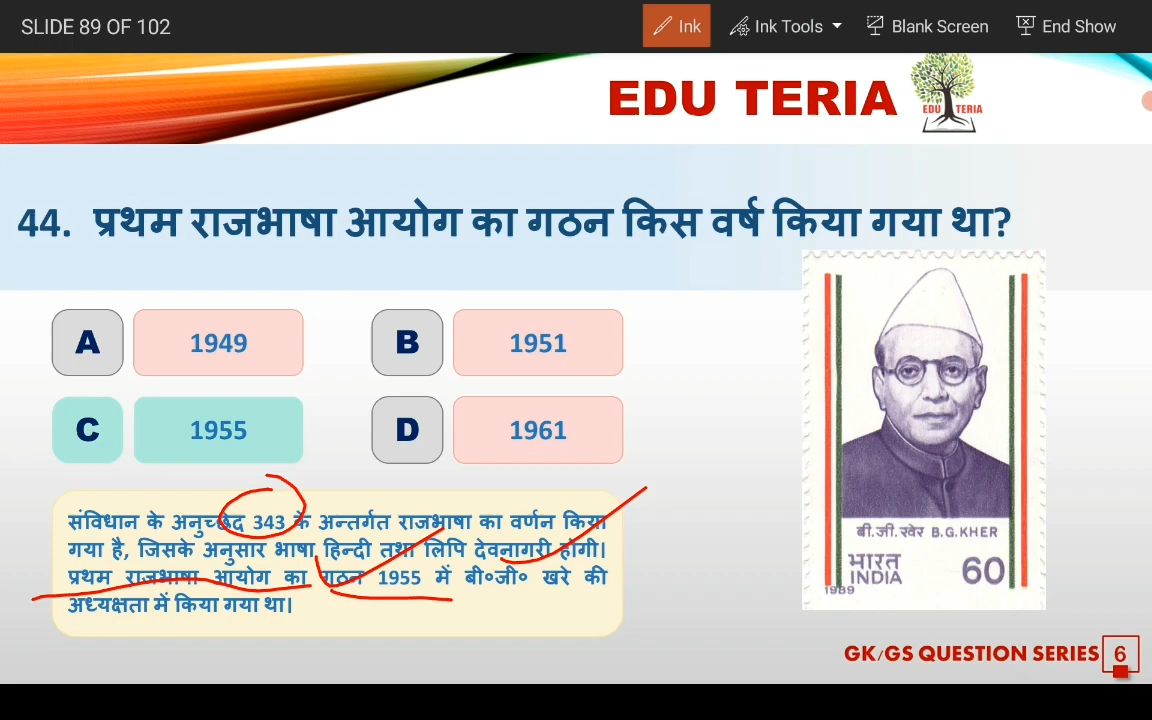 SLIDE 89 OF 102
Ink
Ink Tools
Blank Screen
End Show
EDU TERIA
EDU TERIA
44. प्रथम राजभाषा आयोग का गठन किस वर्ष किया गया था?
A 1949
B 1951
C 1955
D 1961
संविधान के अनुच्छेद 343 के अन्तर्गत राजभाषा का वर्णन किया
गया है, जिसके अनुसार भाषा हिन्दी तथा लिपि देवनागरी होगी।
प्रथम राजभाषा आयोग का गठन 1955 में बी०जी० खरे की
अध्यक्षता में किया गया था।
बी.जी.खेर B.G.KHER
भारत
INDIA 60
1989
GK/GS QUESTION SERIES 6